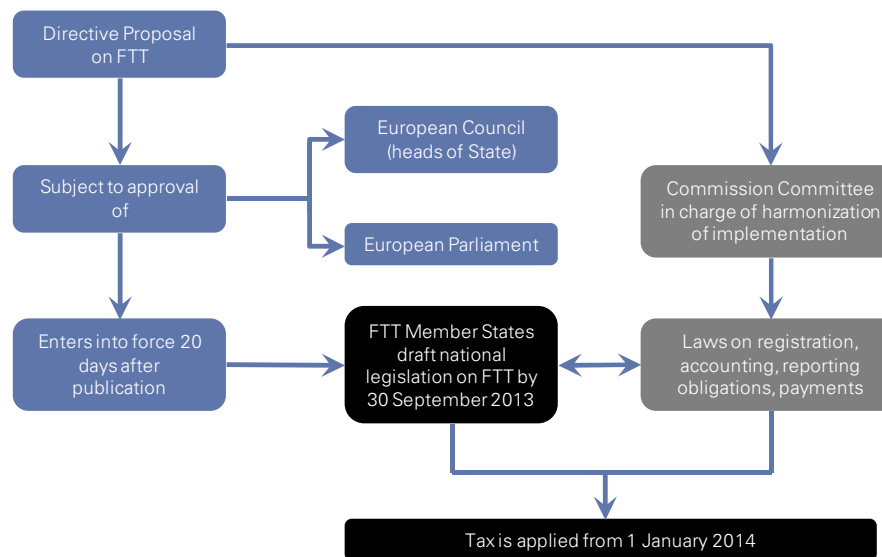 Directive Proposal
on FTT
European Council
(heads of State)
Subject to approval
of
Commission Committee
in charge of harmonization
of implementation
European Parliament
Enters into force 20
days after
publication
FTT Member States
draft national
legislation on FTT by
30 September 2013
Laws on registration,
accounting, reporting
obligations, payments
Tax is applied from 1 January 2014